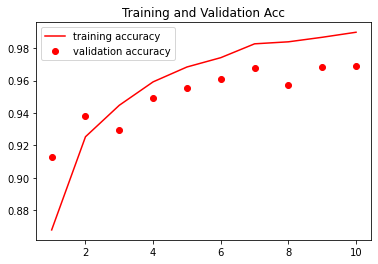 Training and Validation Acc
training accuracy
validation accuracy
0.98
0.96
0.94
0.92
0.90
0.88
2 4 6 8 10